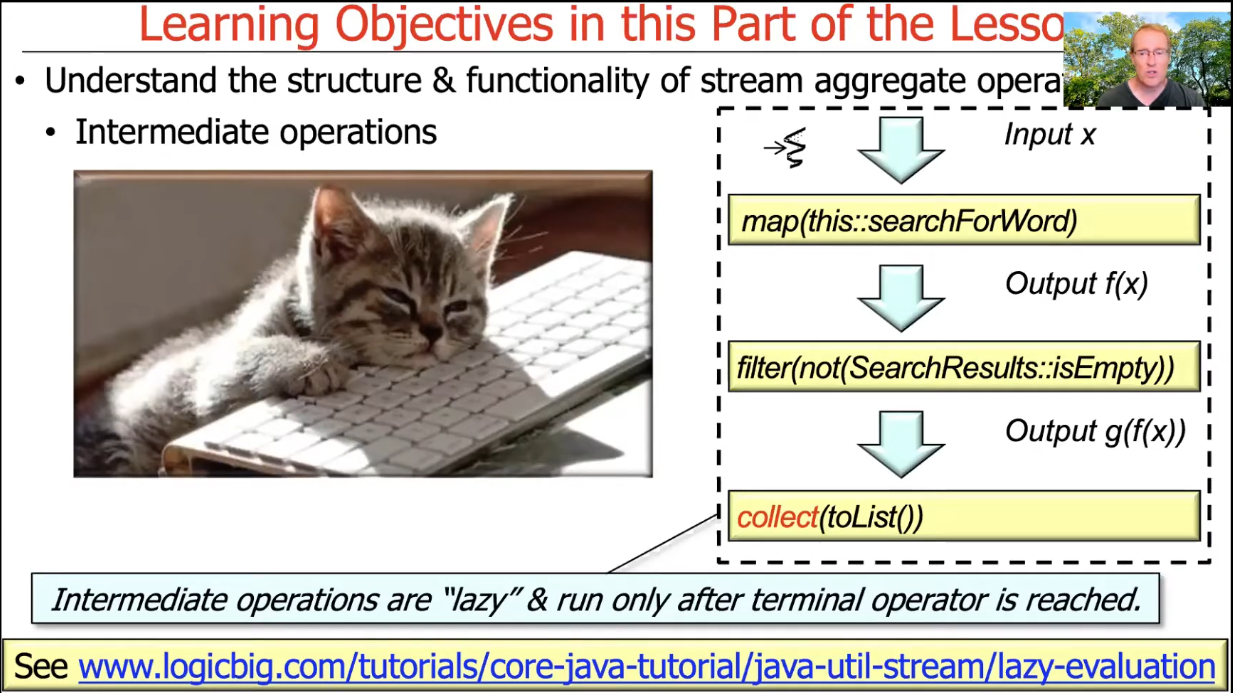 Learning Objectives in this Part of the Lesso
• Understand the structure & functionality of stream aggregate opera
• Intermediate operations
Input x
map(this::searchForWord)
Output f(x)
filter(not(SearchResults::isEmpty))
Output g(f(x))
collect(toList())
Intermediate operations are “lazy” & run only after terminal operator is reached.
See www.logicbig.com/tutorials/core-java-tutorial/java-util-stream/lazy-evaluation